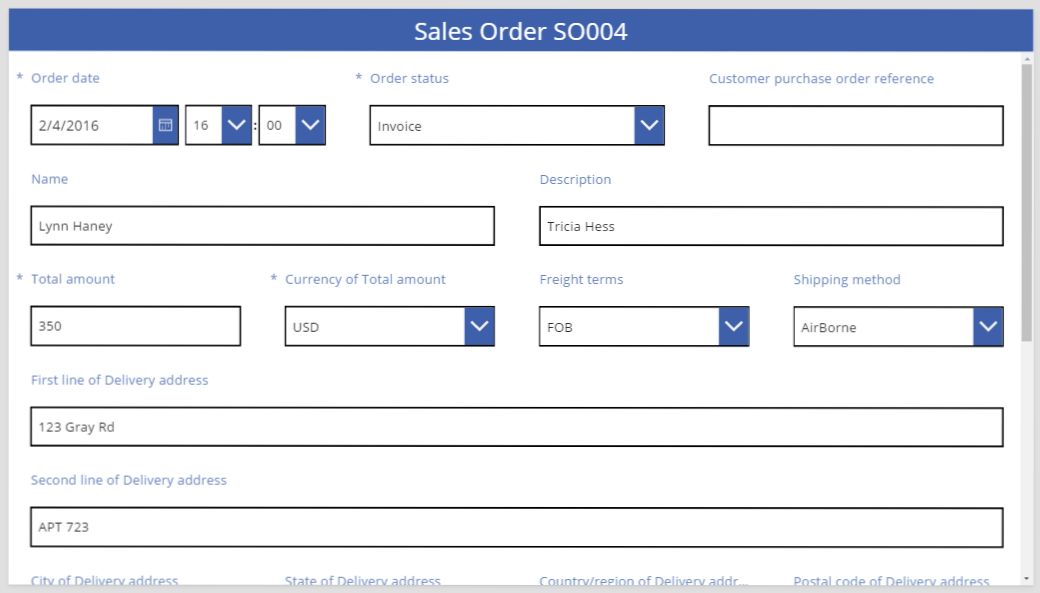 Sales Order SO004
* Order date * Order status Customer purchase order reference
2/4/2016 16 : 00 Invoice
Name Description
Lynn Haney Tricia Hess
* Total amount * Currency of Total amount Freight terms Shipping method
350 USD FOB AirBorne
First line of Delivery address
123 Gray Rd
Second line of Delivery address
APT 723
City of Delivery address State of Delivery address Country/region of Delivery addr... Postal code of Delivery address